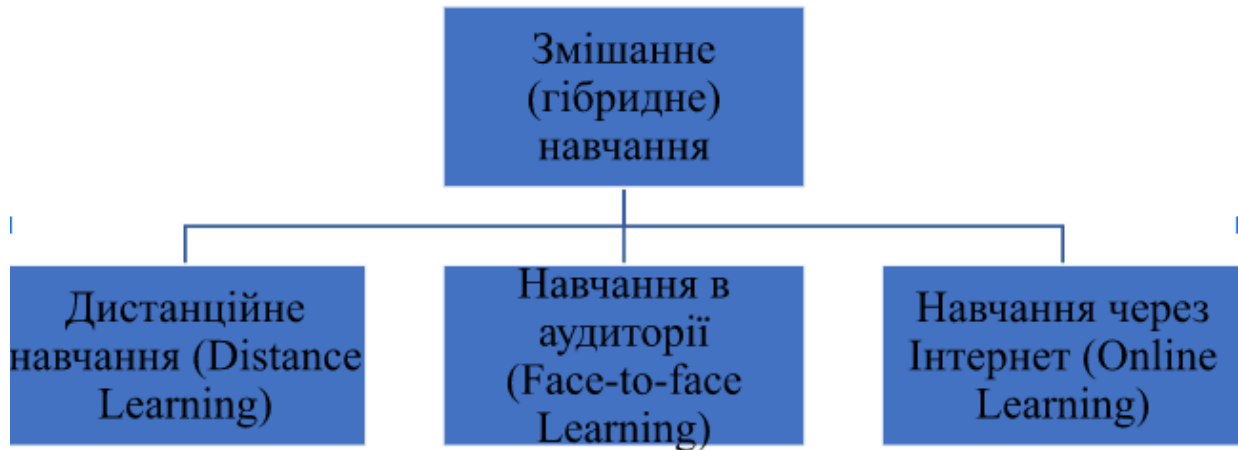 Змішанне
(гібридне)
навчання
Дистанційне
навчання (Distance
Learning)
Навчання в
аудиторії
(Face-to-face
Learning)
Навчання через
Інтернет (Online
Learning)